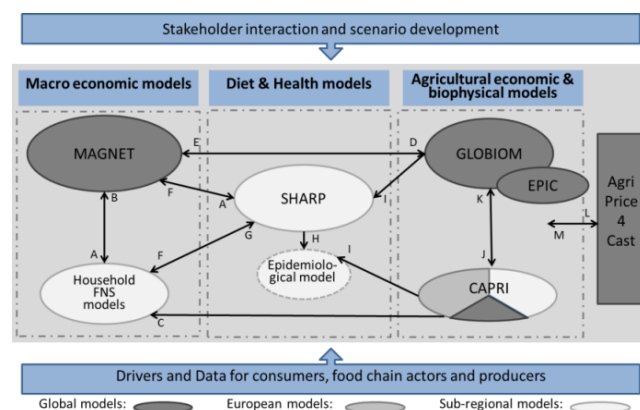 Stakeholder interaction and scenario development
Macro economic models
Diet & Health models
Agricultural economic &
biophysical models
MAGNET
E
D
GLOBIOM
EPIC
B
F
A
SHARP
I
K
L
M
Agri
Price
4
Cast
G
H
I
F
A
J
Household
FNS
models
Epidemiolo-
gical model
CAPRI
C
Drivers and Data for consumers, food chain actors and producers
Global models:
European models:
Sub-regional models: